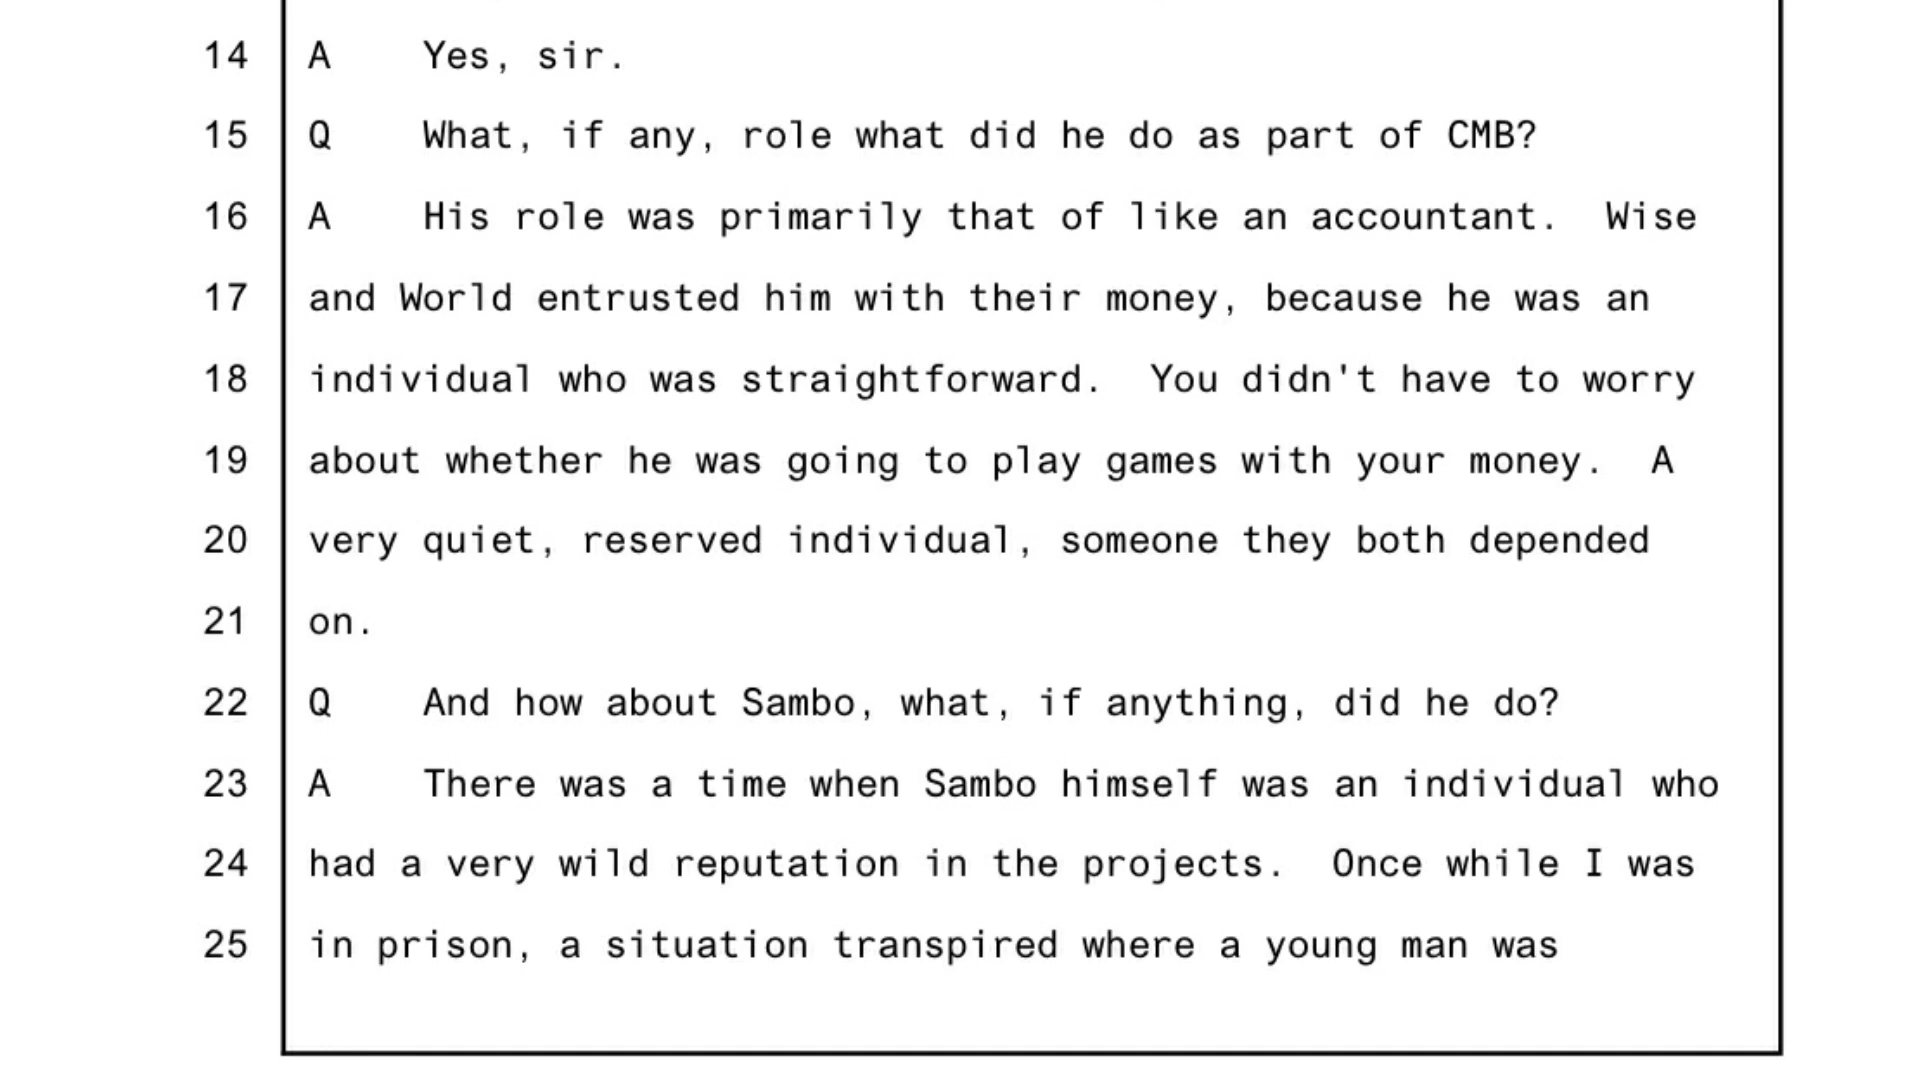 14 A Yes, sir.
15 Q What, if any, role what did he do as part of CMB?
16 A His role was primarily that of like an accountant. Wise
17 and World entrusted him with their money, because he was an
18 individual who was straightforward. You didn't have to worry
19 about whether he was going to play games with your money. A
20 very quiet, reserved individual, someone they both depended
21 on.
22 Q And how about Sambo, what, if anything, did he do?
23 A There was a time when Sambo himself was an individual who
24 had a very wild reputation in the projects. Once while I was
25 in prison, a situation transpired where a young man was